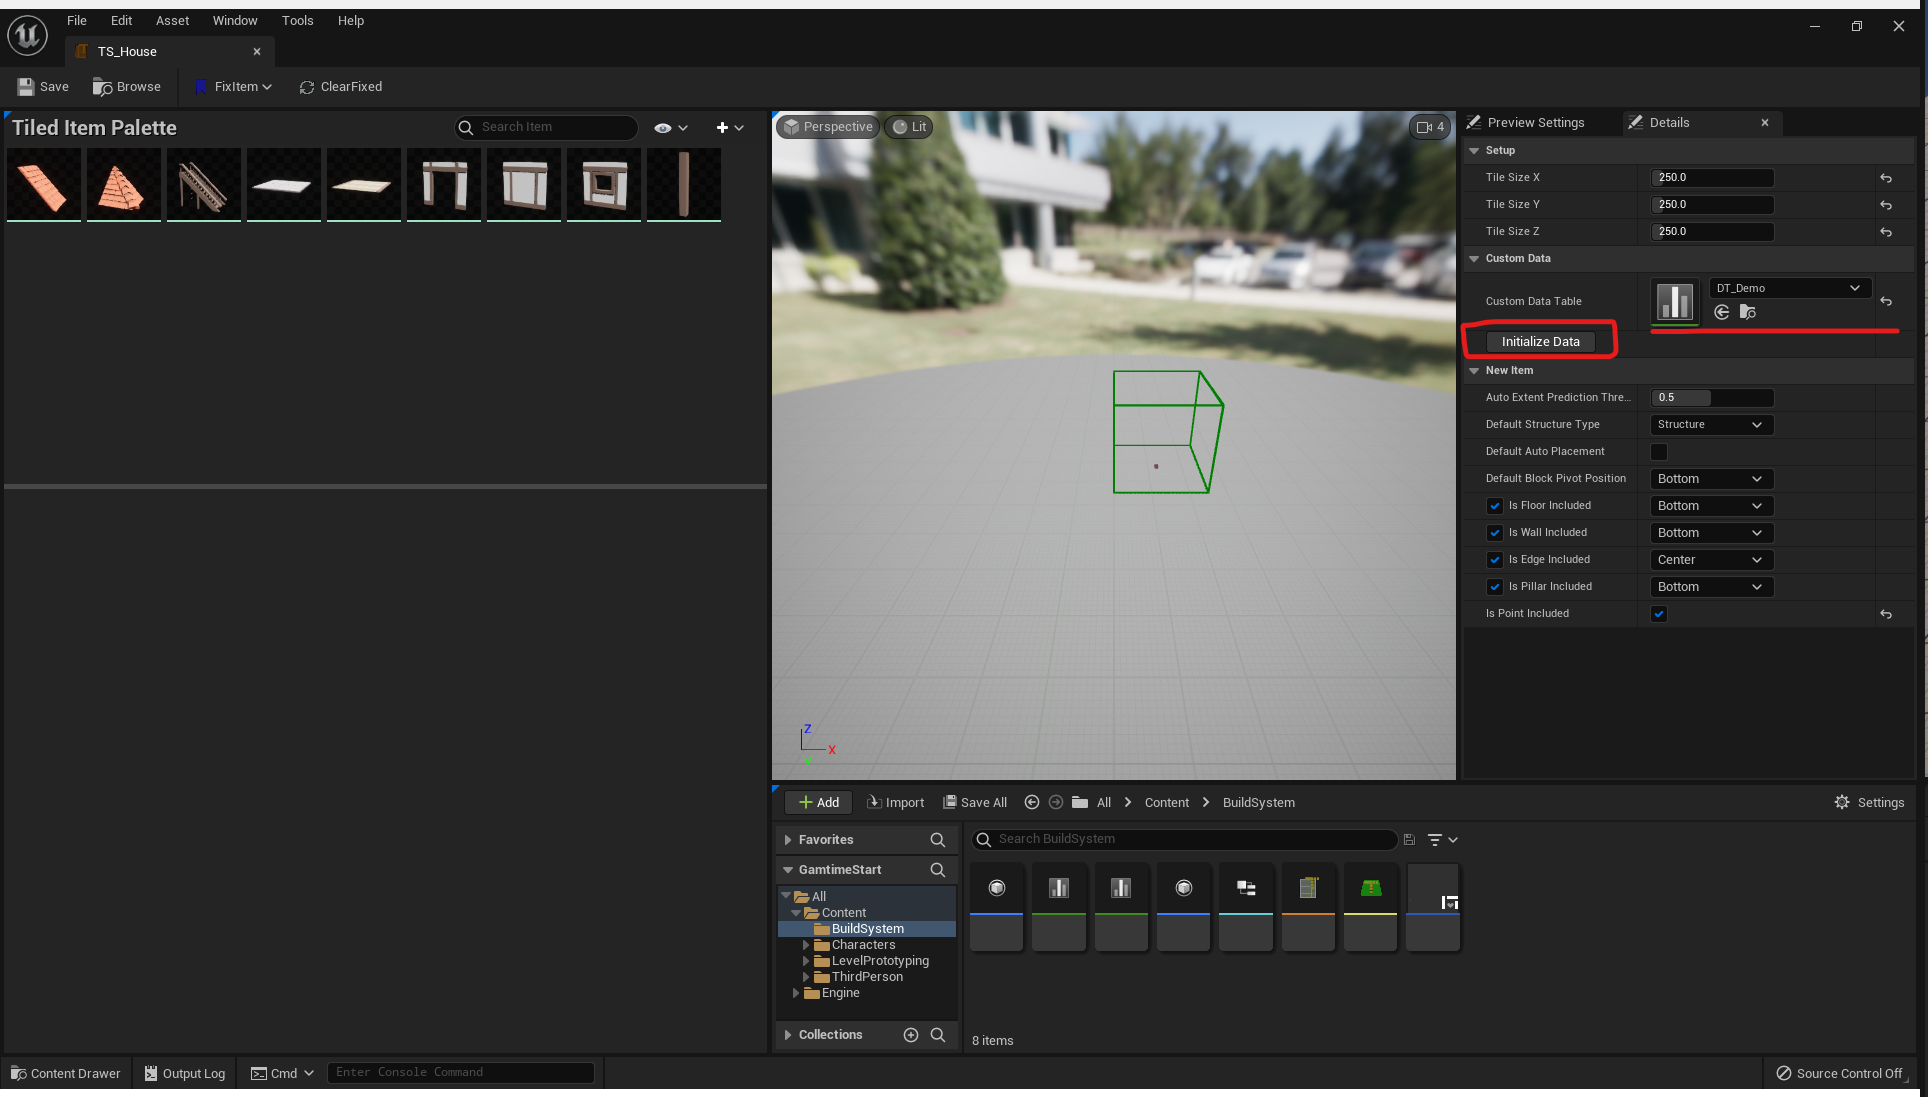 File Edit Asset Window Tools Help
TS_House
Save Browse FixItem ClearFixed
Tiled Item Palette
Search Item
Perspective Lit 4
Z
X
Y
Preview Settings Details
Setup
Tile Size X 250.0
Tile Size Y 250.0
Tile Size Z 250.0
Custom Data
Custom Data Table DT_Demo
Initialize Data
New Item
Auto Extent Prediction Thre... 0.5
Default Structure Type Structure
Default Auto Placement
Default Block Pivot Position Bottom
Is Floor Included Bottom
Is Wall Included Bottom
Is Edge Included Center
Is Pillar Included Bottom
Is Point Included
Add Import Save All All Content BuildSystem Settings
Favorites
Search BuildSystem
GamtimeStart
All
Content
BuildSystem
Characters
LevelPrototyping
ThirdPerson
Engine
Collections
8 items
Content Drawer Output Log Cmd Enter Console Command Source Control Off